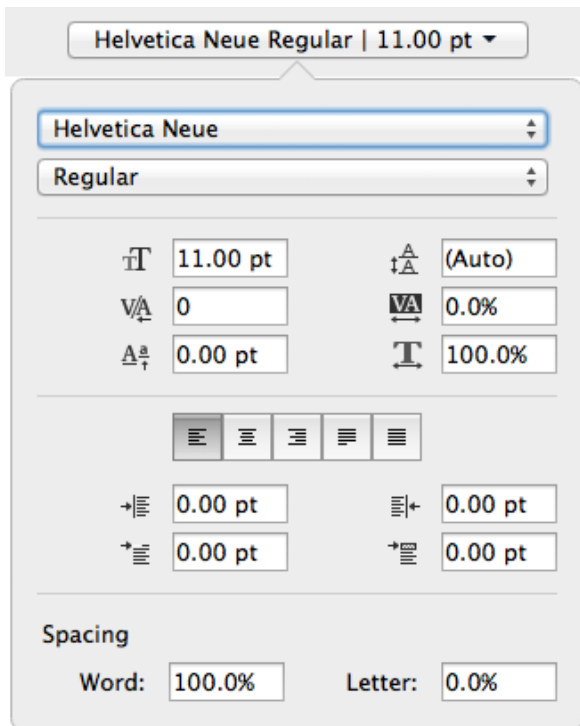 Helvetica Neue Regular | 11.00 pt
Helvetica Neue
Regular
11.00 pt (Auto)
0 0.0%
0.00 pt 100.0%
0.00 pt 0.00 pt
0.00 pt 0.00 pt
Spacing
Word: 100.0% Letter: 0.0%